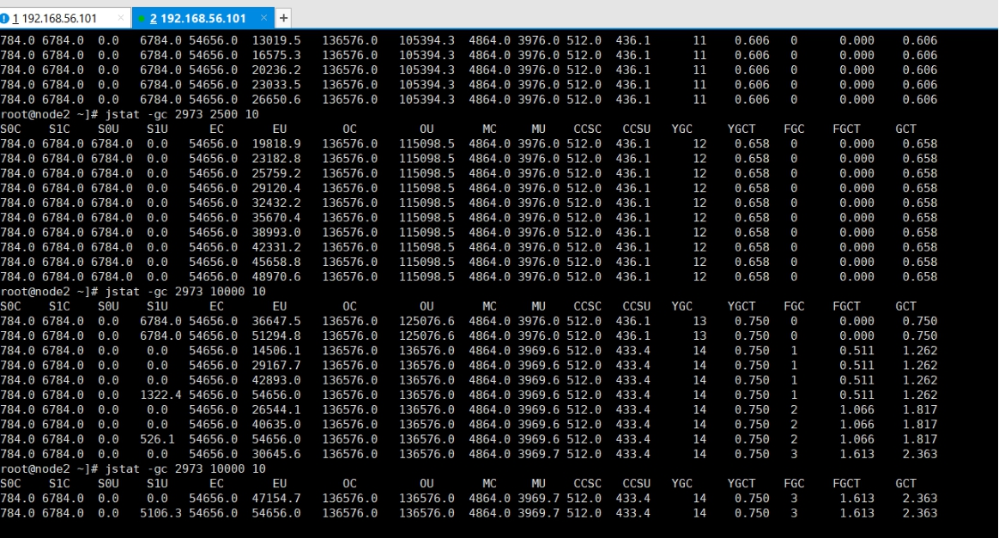 1 192.168.56.101 × 2 192.168.56.101 × +
784.0 6784.0 0.0 6784.0 54656.0 13019.5 136576.0 105394.3 4864.0 3976.0 512.0 436.1 11 0.606 0 0.000 0.606
784.0 6784.0 0.0 6784.0 54656.0 16575.3 136576.0 105394.3 4864.0 3976.0 512.0 436.1 11 0.606 0 0.000 0.606
784.0 6784.0 0.0 6784.0 54656.0 20236.2 136576.0 105394.3 4864.0 3976.0 512.0 436.1 11 0.606 0 0.000 0.606
784.0 6784.0 0.0 6784.0 54656.0 23033.5 136576.0 105394.3 4864.0 3976.0 512.0 436.1 11 0.606 0 0.000 0.606
784.0 6784.0 0.0 6784.0 54656.0 26650.6 136576.0 105394.3 4864.0 3976.0 512.0 436.1 11 0.606 0 0.000 0.606
root@node2 ~]# jstat -gc 2973 2500 10
S0C S1C S0U S1U EC EU OC OU MC MU CCSC CCSU YGC YGCT FGC FGCT GCT
784.0 6784.0 6784.0 0.0 54656.0 19818.9 136576.0 115098.5 4864.0 3976.0 512.0 436.1 12 0.658 0 0.000 0.658
784.0 6784.0 6784.0 0.0 54656.0 23182.8 136576.0 115098.5 4864.0 3976.0 512.0 436.1 12 0.658 0 0.000 0.658
784.0 6784.0 6784.0 0.0 54656.0 25759.2 136576.0 115098.5 4864.0 3976.0 512.0 436.1 12 0.658 0 0.000 0.658
784.0 6784.0 6784.0 0.0 54656.0 29120.4 136576.0 115098.5 4864.0 3976.0 512.0 436.1 12 0.658 0 0.000 0.658
784.0 6784.0 6784.0 0.0 54656.0 32432.2 136576.0 115098.5 4864.0 3976.0 512.0 436.1 12 0.658 0 0.000 0.658
784.0 6784.0 6784.0 0.0 54656.0 35670.4 136576.0 115098.5 4864.0 3976.0 512.0 436.1 12 0.658 0 0.000 0.658
784.0 6784.0 6784.0 0.0 54656.0 38993.0 136576.0 115098.5 4864.0 3976.0 512.0 436.1 12 0.658 0 0.000 0.658
784.0 6784.0 6784.0 0.0 54656.0 42331.2 136576.0 115098.5 4864.0 3976.0 512.0 436.1 12 0.658 0 0.000 0.658
784.0 6784.0 6784.0 0.0 54656.0 45658.8 136576.0 115098.5 4864.0 3976.0 512.0 436.1 12 0.658 0 0.000 0.658
784.0 6784.0 6784.0 0.0 54656.0 48970.6 136576.0 115098.5 4864.0 3976.0 512.0 436.1 12 0.658 0 0.000 0.658
root@node2 ~]# jstat -gc 2973 10000 10
S0C S1C S0U S1U EC EU OC OU MC MU CCSC CCSU YGC YGCT FGC FGCT GCT
784.0 6784.0 0.0 6784.0 54656.0 36647.5 136576.0 125076.6 4864.0 3976.0 512.0 436.1 13 0.750 0 0.000 0.750
784.0 6784.0 0.0 6784.0 54656.0 51294.8 136576.0 125076.6 4864.0 3976.0 512.0 436.1 13 0.750 0 0.000 0.750
784.0 6784.0 0.0 0.0 54656.0 14506.1 136576.0 136576.0 4864.0 3969.6 512.0 433.4 14 0.750 1 0.511 1.262
784.0 6784.0 0.0 0.0 54656.0 29167.7 136576.0 136576.0 4864.0 3969.6 512.0 433.4 14 0.750 1 0.511 1.262
784.0 6784.0 0.0 0.0 54656.0 42893.0 136576.0 136576.0 4864.0 3969.6 512.0 433.4 14 0.750 1 0.511 1.262
784.0 6784.0 0.0 1322.4 54656.0 54656.0 136576.0 136576.0 4864.0 3969.6 512.0 433.4 14 0.750 1 0.511 1.262
784.0 6784.0 0.0 0.0 54656.0 26544.1 136576.0 136576.0 4864.0 3969.6 512.0 433.4 14 0.750 2 1.066 1.817
784.0 6784.0 0.0 0.0 54656.0 40635.0 136576.0 136576.0 4864.0 3969.6 512.0 433.4 14 0.750 2 1.066 1.817
784.0 6784.0 0.0 526.1 54656.0 54656.0 136576.0 136576.0 4864.0 3969.6 512.0 433.4 14 0.750 2 1.066 1.817
784.0 6784.0 0.0 0.0 54656.0 30645.6 136576.0 136576.0 4864.0 3969.7 512.0 433.4 14 0.750 3 1.613 2.363
root@node2 ~]# jstat -gc 2973 10000 10
S0C S1C S0U S1U EC EU OC OU MC MU CCSC CCSU YGC YGCT FGC FGCT GCT
784.0 6784.0 0.0 0.0 54656.0 47154.7 136576.0 136576.0 4864.0 3969.7 512.0 433.4 14 0.750 3 1.613 2.363
784.0 6784.0 0.0 5106.3 54656.0 54656.0 136576.0 136576.0 4864.0 3969.7 512.0 433.4 14 0.750 3 1.613 2.363